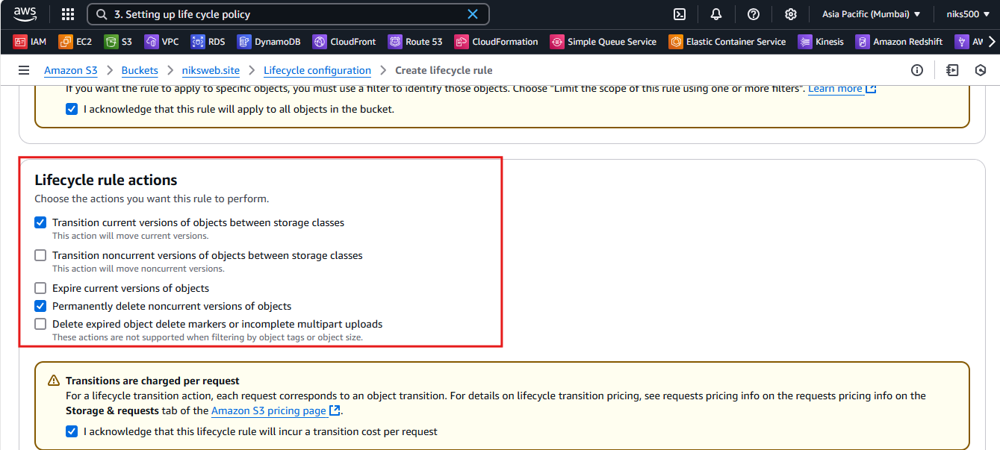 aws
3. Setting up life cycle policy
Asia Pacific (Mumbai) ▼
niks500 ▼
IAM EC2 S3 VPC RDS DynamoDB CloudFront Route 53 CloudFormation Simple Queue Service Elastic Container Service Kinesis Amazon Redshift AW
Amazon S3 > Buckets > niksweb.site > Lifecycle configuration > Create lifecycle rule
If you want the rule to apply to specific objects, you must use a filter to identify those objects. Choose "Limit the scope of this rule using one or more filters". Learn more
I acknowledge that this rule will apply to all objects in the bucket.
Lifecycle rule actions
Choose the actions you want this rule to perform.
Transition current versions of objects between storage classes
This action will move current versions.
Transition noncurrent versions of objects between storage classes
This action will move noncurrent versions.
Expire current versions of objects
Permanently delete noncurrent versions of objects
Delete expired object delete markers or incomplete multipart uploads
These actions are not supported when filtering by object tags or object size.
Transitions are charged per request
For a lifecycle transition action, each request corresponds to an object transition. For details on lifecycle transition pricing, see requests pricing info on the requests pricing info on the
Storage & requests tab of the Amazon S3 pricing page.
I acknowledge that this lifecycle rule will incur a transition cost per request